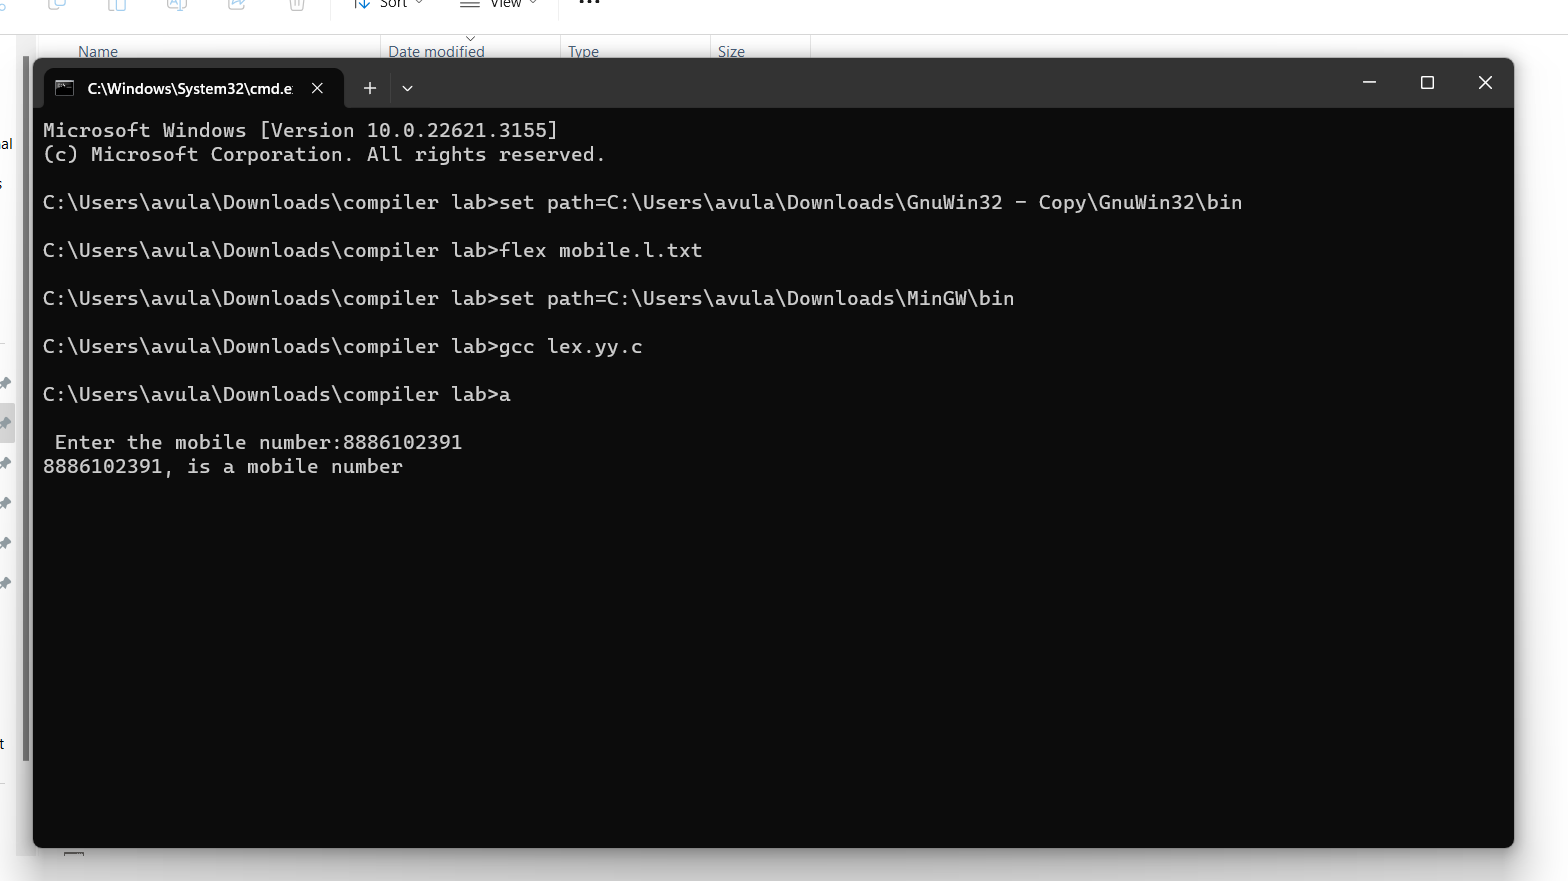 Sort View
Name Date modified Type Size
C:\Windows\System32\cmd.e
Microsoft Windows [Version 10.0.22621.3155]
(c) Microsoft Corporation. All rights reserved.
C:\Users\avula\Downloads\compiler lab>set path=C:\Users\avula\Downloads\GnuWin32 - Copy\GnuWin32\bin
C:\Users\avula\Downloads\compiler lab>flex mobile.l.txt
C:\Users\avula\Downloads\compiler lab>set path=C:\Users\avula\Downloads\MinGW\bin
C:\Users\avula\Downloads\compiler lab>gcc lex.yy.c
C:\Users\avula\Downloads\compiler lab>a
Enter the mobile number:8886102391
8886102391, is a mobile number